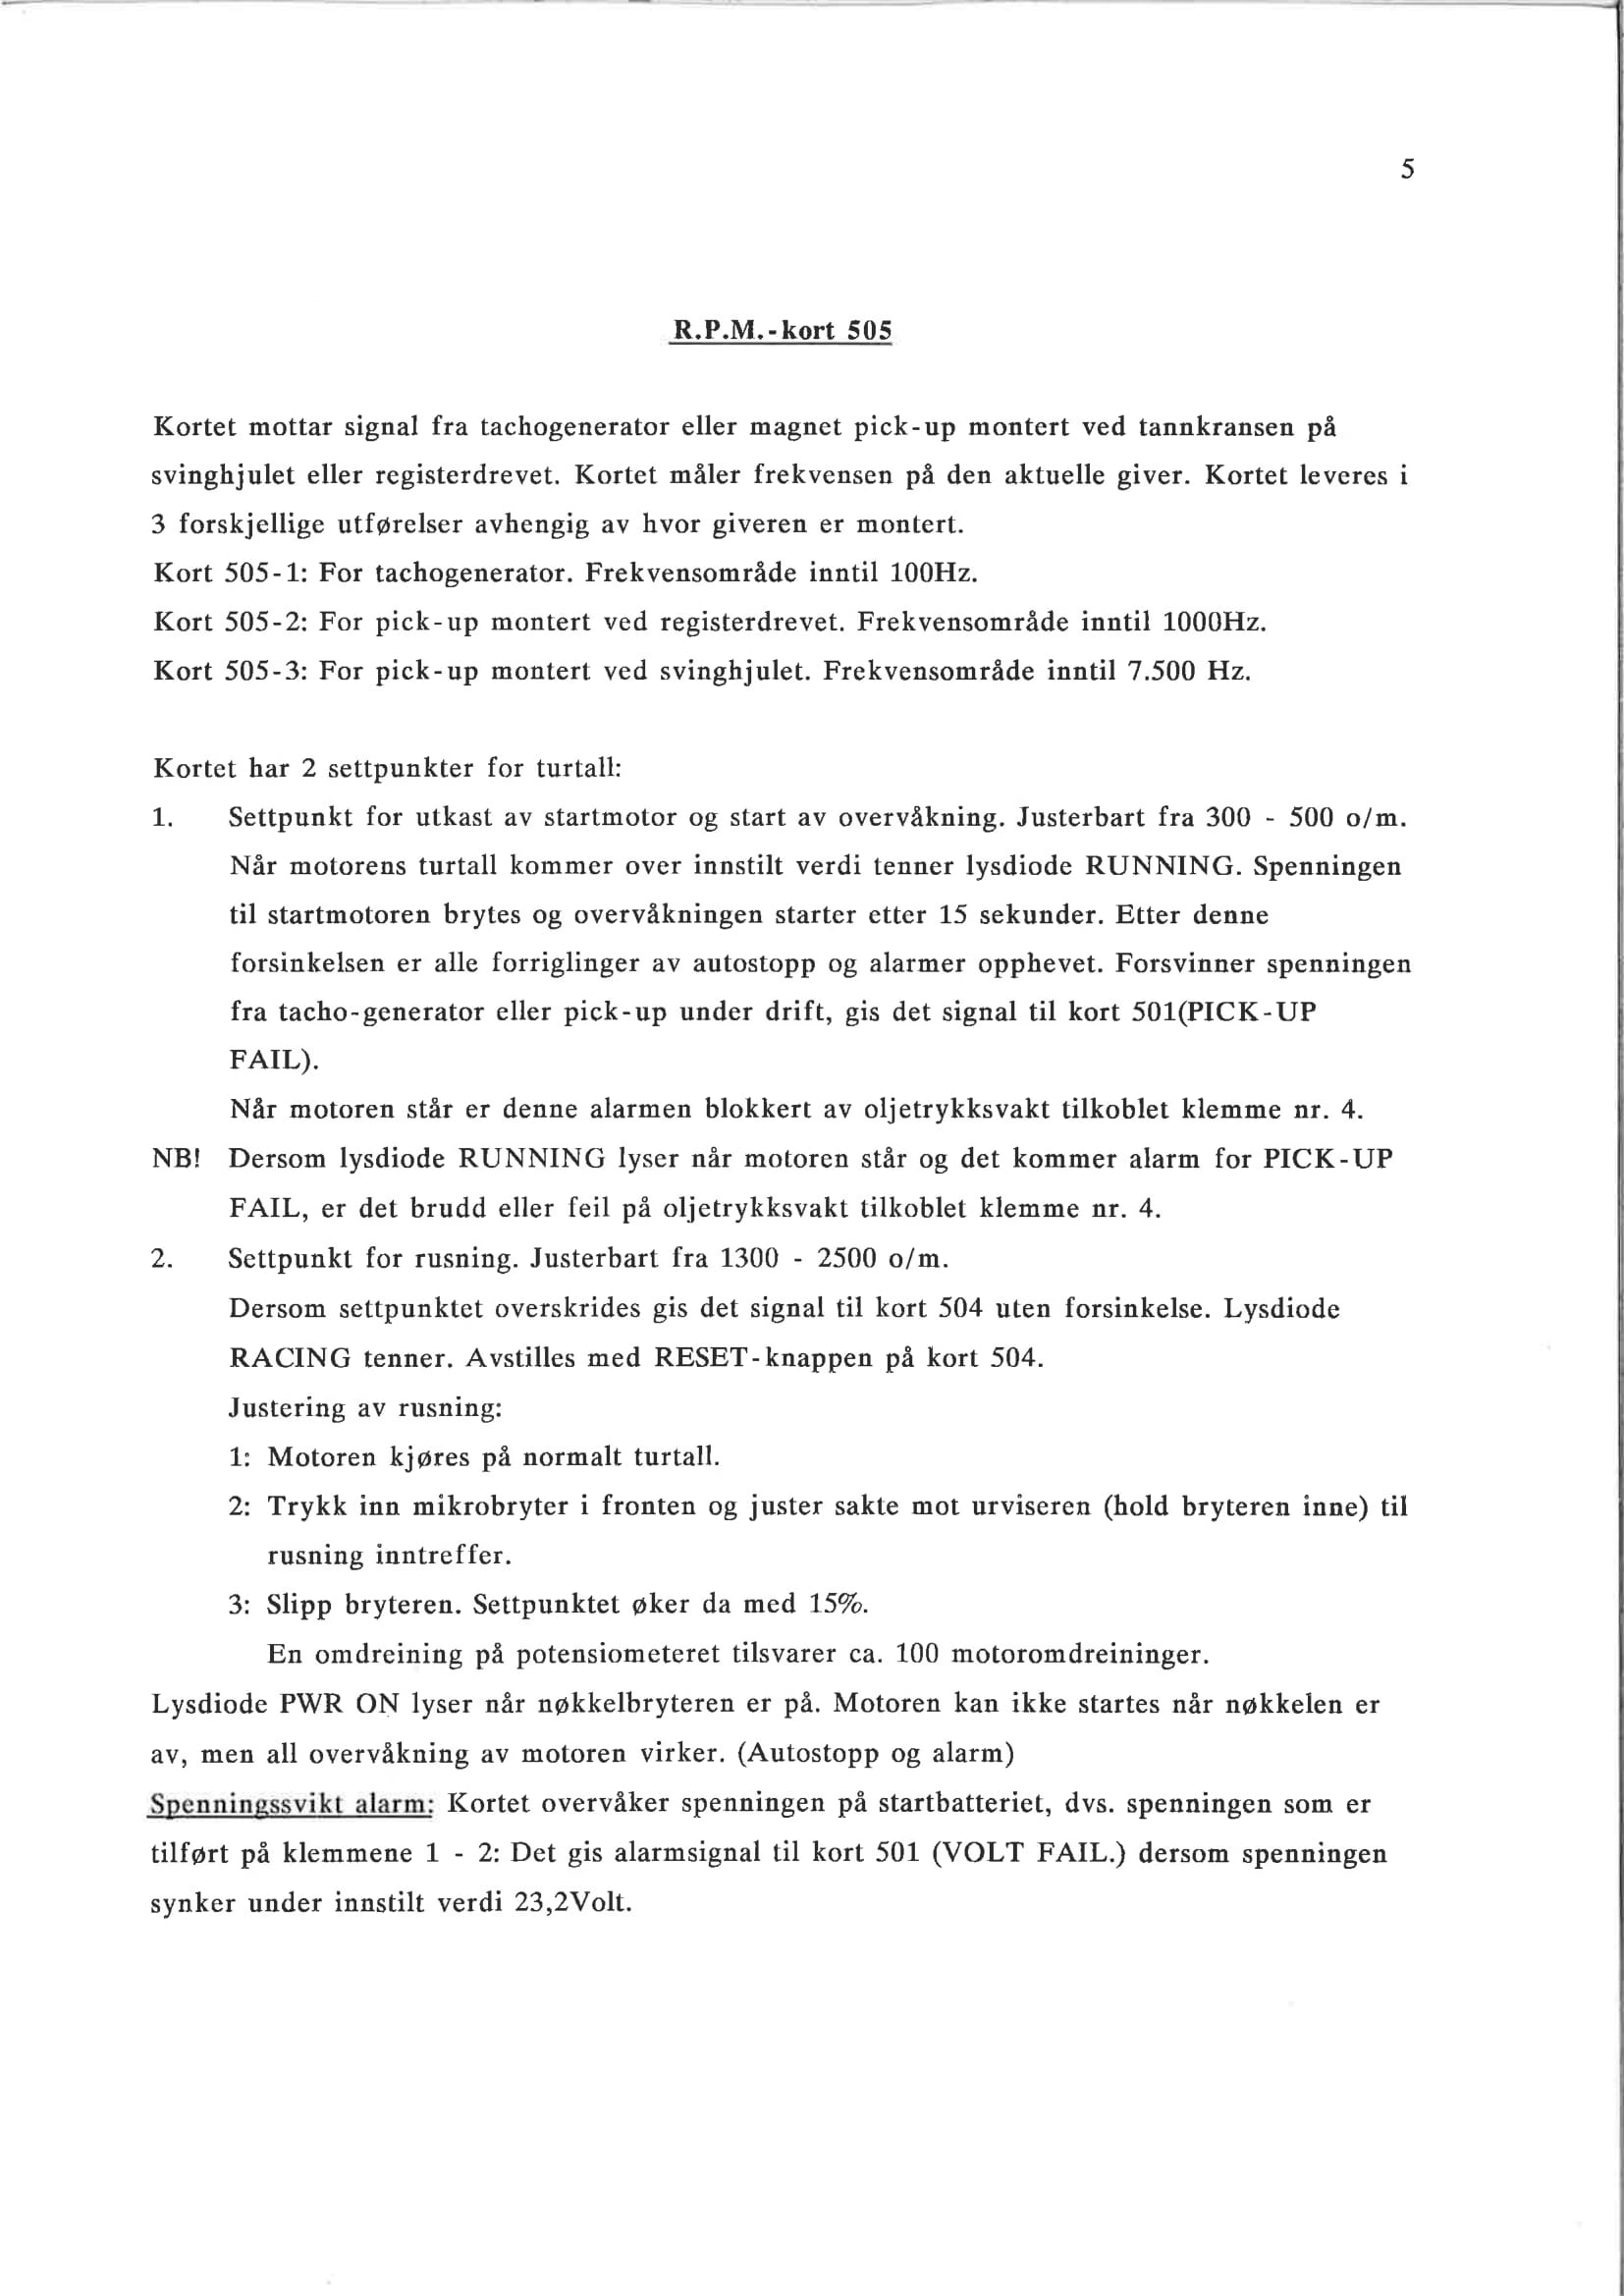 5
R.P.M.-kort 505
Kortet mottar signal fra tachogenerator eller magnet pick-up montert ved tannkransen på
svinghjulet eller registerdrevet. Kortet måler frekvensen på den aktuelle giver. Kortet leveres i
3 forskjellige utførelser avhengig av hvor giveren er montert.
Kort 505-1: For tachogenerator. Frekvensområde inntil 100Hz.
Kort 505-2: For pick-up montert ved registerdrevet. Frekvensområde inntil 1000Hz.
Kort 505-3: For pick-up montert ved svinghjulet. Frekvensområde inntil 7.500 Hz.
Kortet har 2 settpunkter for turtall:
1. Settpunkt for utkast av startmotor og start av overvåkning. Justerbart fra 300 - 500 o/m.
Når motorens turtall kommer over innstilt verdi tenner lysdiode RUNNING. Spenningen
til startmotoren brytes og overvåkningen starter etter 15 sekunder. Etter denne
forsinkelsen er alle forriglinger av autostopp og alarmer opphevet. Forsvinner spenningen
fra tacho-generator eller pick-up under drift, gis det signal til kort 501(PICK-UP
FAIL).
Når motoren står er denne alarmen blokkert av oljetrykksvakt tilkoblet klemme nr. 4.
NB! Dersom lysdiode RUNNING lyser når motoren står og det kommer alarm for PICK-UP
FAIL, er det brudd eller feil på oljetrykksvakt tilkoblet klemme nr. 4.
2. Settpunkt for rusning. Justerbart fra 1300 - 2500 o/m.
Dersom settpunktet overskrides gis det signal til kort 504 uten forsinkelse. Lysdiode
RACING tenner. Avstilles med RESET-knappen på kort 504.
Justering av rusning:
1: Motoren kjøres på normalt turtall.
2: Trykk inn mikrobryter i fronten og juster sakte mot urviseren (hold bryteren inne) til
rusning inntreffer.
3: Slipp bryteren. Settpunktet øker da med 15%.
En omdreining på potensiometeret tilsvarer ca. 100 motoromdreininger.
Lysdiode PWR ON lyser når nøkkelbryteren er på. Motoren kan ikke startes når nøkkelen er
av, men all overvåkning av motoren virker. (Autostopp og alarm)
Spenningssvikt alarm: Kortet overvåker spenningen på startbatteriet, dvs. spenningen som er
tilført på klemmene 1 - 2: Det gis alarmsignal til kort 501 (VOLT FAIL.) dersom spenningen
synker under innstilt verdi 23,2Volt.